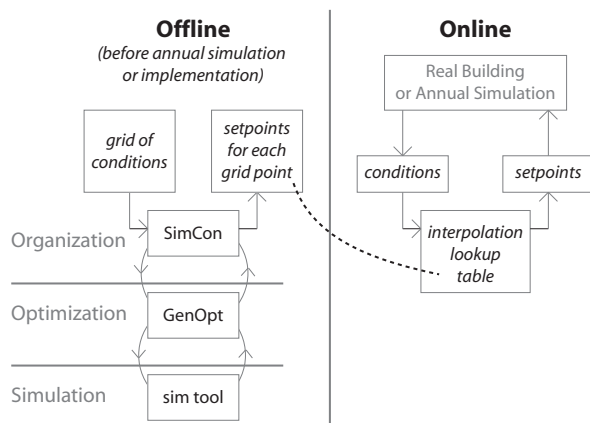 Offline
(before annual simulation
or implementation)
grid of
conditions
setpoints
for each
grid point
Organization
SimCon
Optimization
GenOpt
Simulation
sim tool
Online
Real Building
or Annual Simulation
conditions
setpoints
interpolation
lookup
table